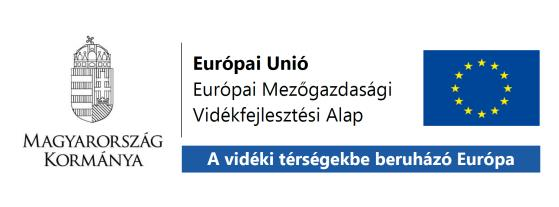 MAGYARORSZÁG
KORMÁNYA
Európai Unió
Európai Mezőgazdasági
Vidékfejlesztési Alap
A vidéki térségekbe beruházó Európa